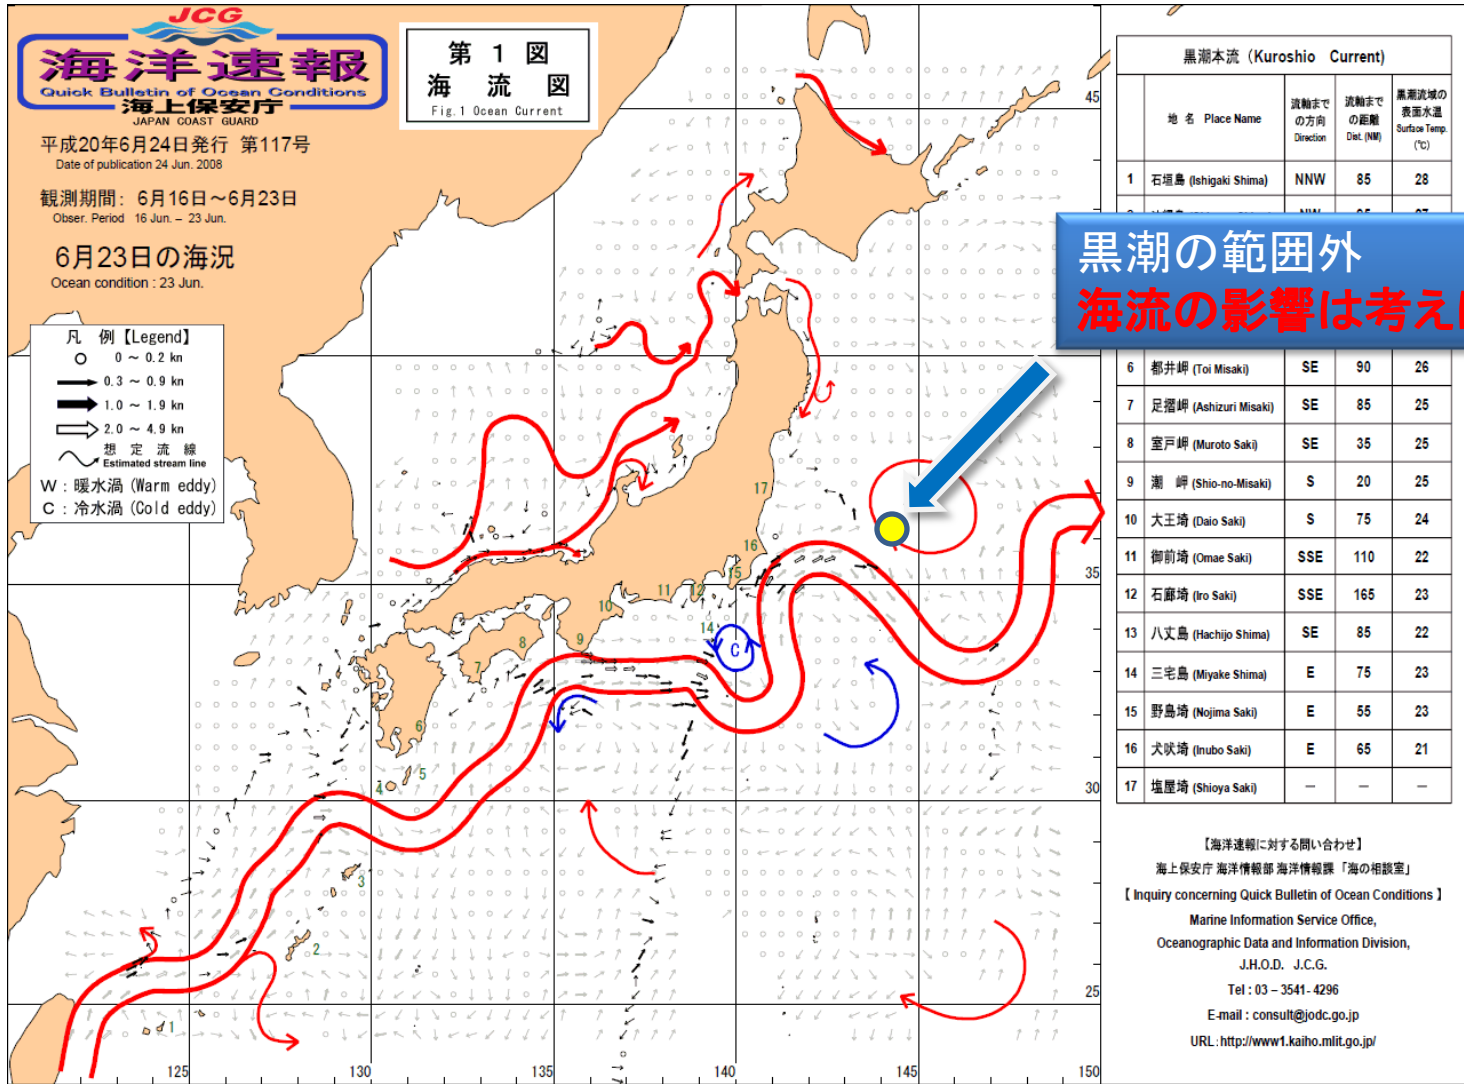 JCG
海洋速報
Quick Bulletin of Ocean Conditions
海上保安庁
JAPAN COAST GUARD
平成20年6月24日発行 第117号
Date of publication 24 Jun. 2008
観測期間: 6月16日～6月23日
Obser. Period 16 Jun. – 23 Jun.
6月23日の海況
Ocean condition : 23 Jun.
第 1 図
海 流 図
Fig.1 Ocean Current
凡 例【Legend】
0 ～ 0.2 kn
0.3 ～ 0.9 kn
1.0 ～ 1.9 kn
2.0 ～ 4.9 kn
想 定 流 線
Estimated stream line
W : 暖水渦 (Warm eddy)
C : 冷水渦 (Cold eddy)
45
35
30
25
125
130
135
140
145
150
17
16
15
12
11
10
14
C
9
8
7
6
5
4
3
2
1
黒潮の範囲外
海流の影響は考え
黒潮本流 (Kuroshio Current)
地 名 Place Name 流軸までの方向 Direction 流軸までの距離 Dist. (NM) 黒潮流域の表面水温 Surface Temp. (℃)
1 石垣島 (Ishigaki Shima) NNW 85 28
6 都井岬 (Toi Misaki) SE 90 26
7 足摺岬 (Ashizuri Misaki) SE 85 25
8 室戸岬 (Muroto Saki) SE 35 25
9 潮 岬 (Shio-no-Misaki) S 20 25
10 大王埼 (Daio Saki) S 75 24
11 御前埼 (Omae Saki) SSE 110 22
12 石廊埼 (Iro Saki) SSE 165 23
13 八丈島 (Hachijo Shima) SE 85 22
14 三宅島 (Miyake Shima) E 75 23
15 野島埼 (Nojima Saki) E 55 23
16 犬吠埼 (Inubo Saki) E 65 21
17 塩屋埼 (Shioya Saki) － － －
【海洋速報に対する問い合わせ】
海上保安庁 海洋情報部 海洋情報課 「海の相談室」
【 Inquiry concerning Quick Bulletin of Ocean Conditions 】
Marine Information Service Office,
Oceanographic Data and Information Division,
J.H.O.D. J.C.G.
Tel : 03 – 3541- 4296
E-mail : consult@jodc.go.jp
URL: http://www1.kaiho.mlit.go.jp/